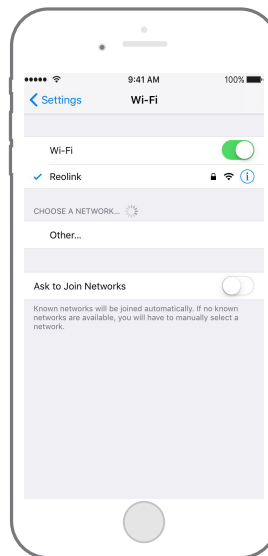 9:41 AM 100%
Settings Wi-Fi
Wi-Fi
Reolink
CHOOSE A NETWORK...
Other...
Ask to Join Networks
Known networks will be joined automatically. If no known
networks are available, you will have to manually select a
network.